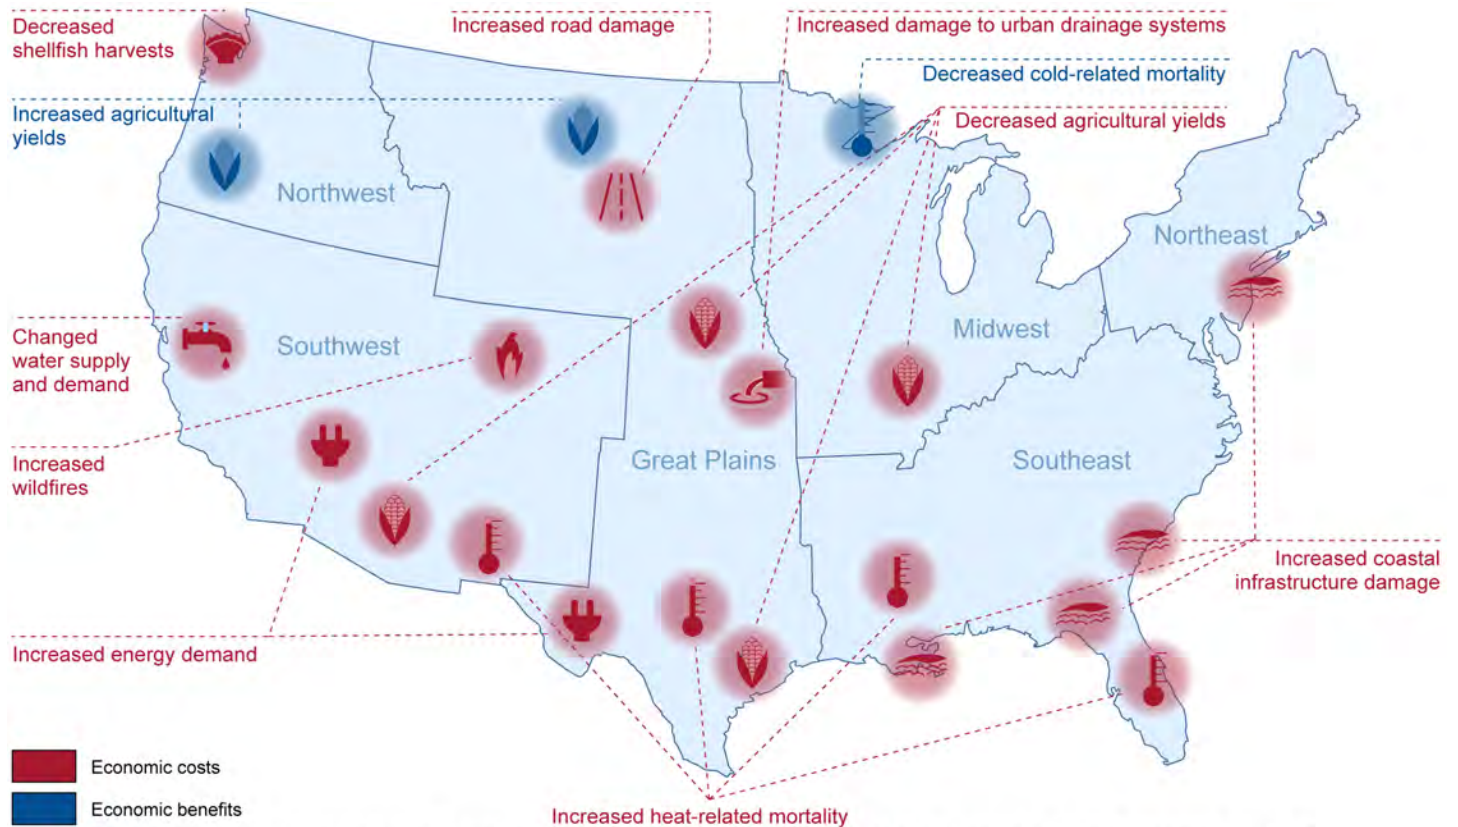 Decreased
shellfish harvests
Increased road damage
Increased damage to urban drainage systems
Decreased cold-related mortality
Increased agricultural
yields
Decreased agricultural yields
Northwest
Northeast
Changed
water supply
and demand
Southwest
Midwest
Increased
wildfires
Great Plains
Southeast
Increased coastal
infrastructure damage
Increased energy demand
Economic costs
Economic benefits
Increased heat-related mortality